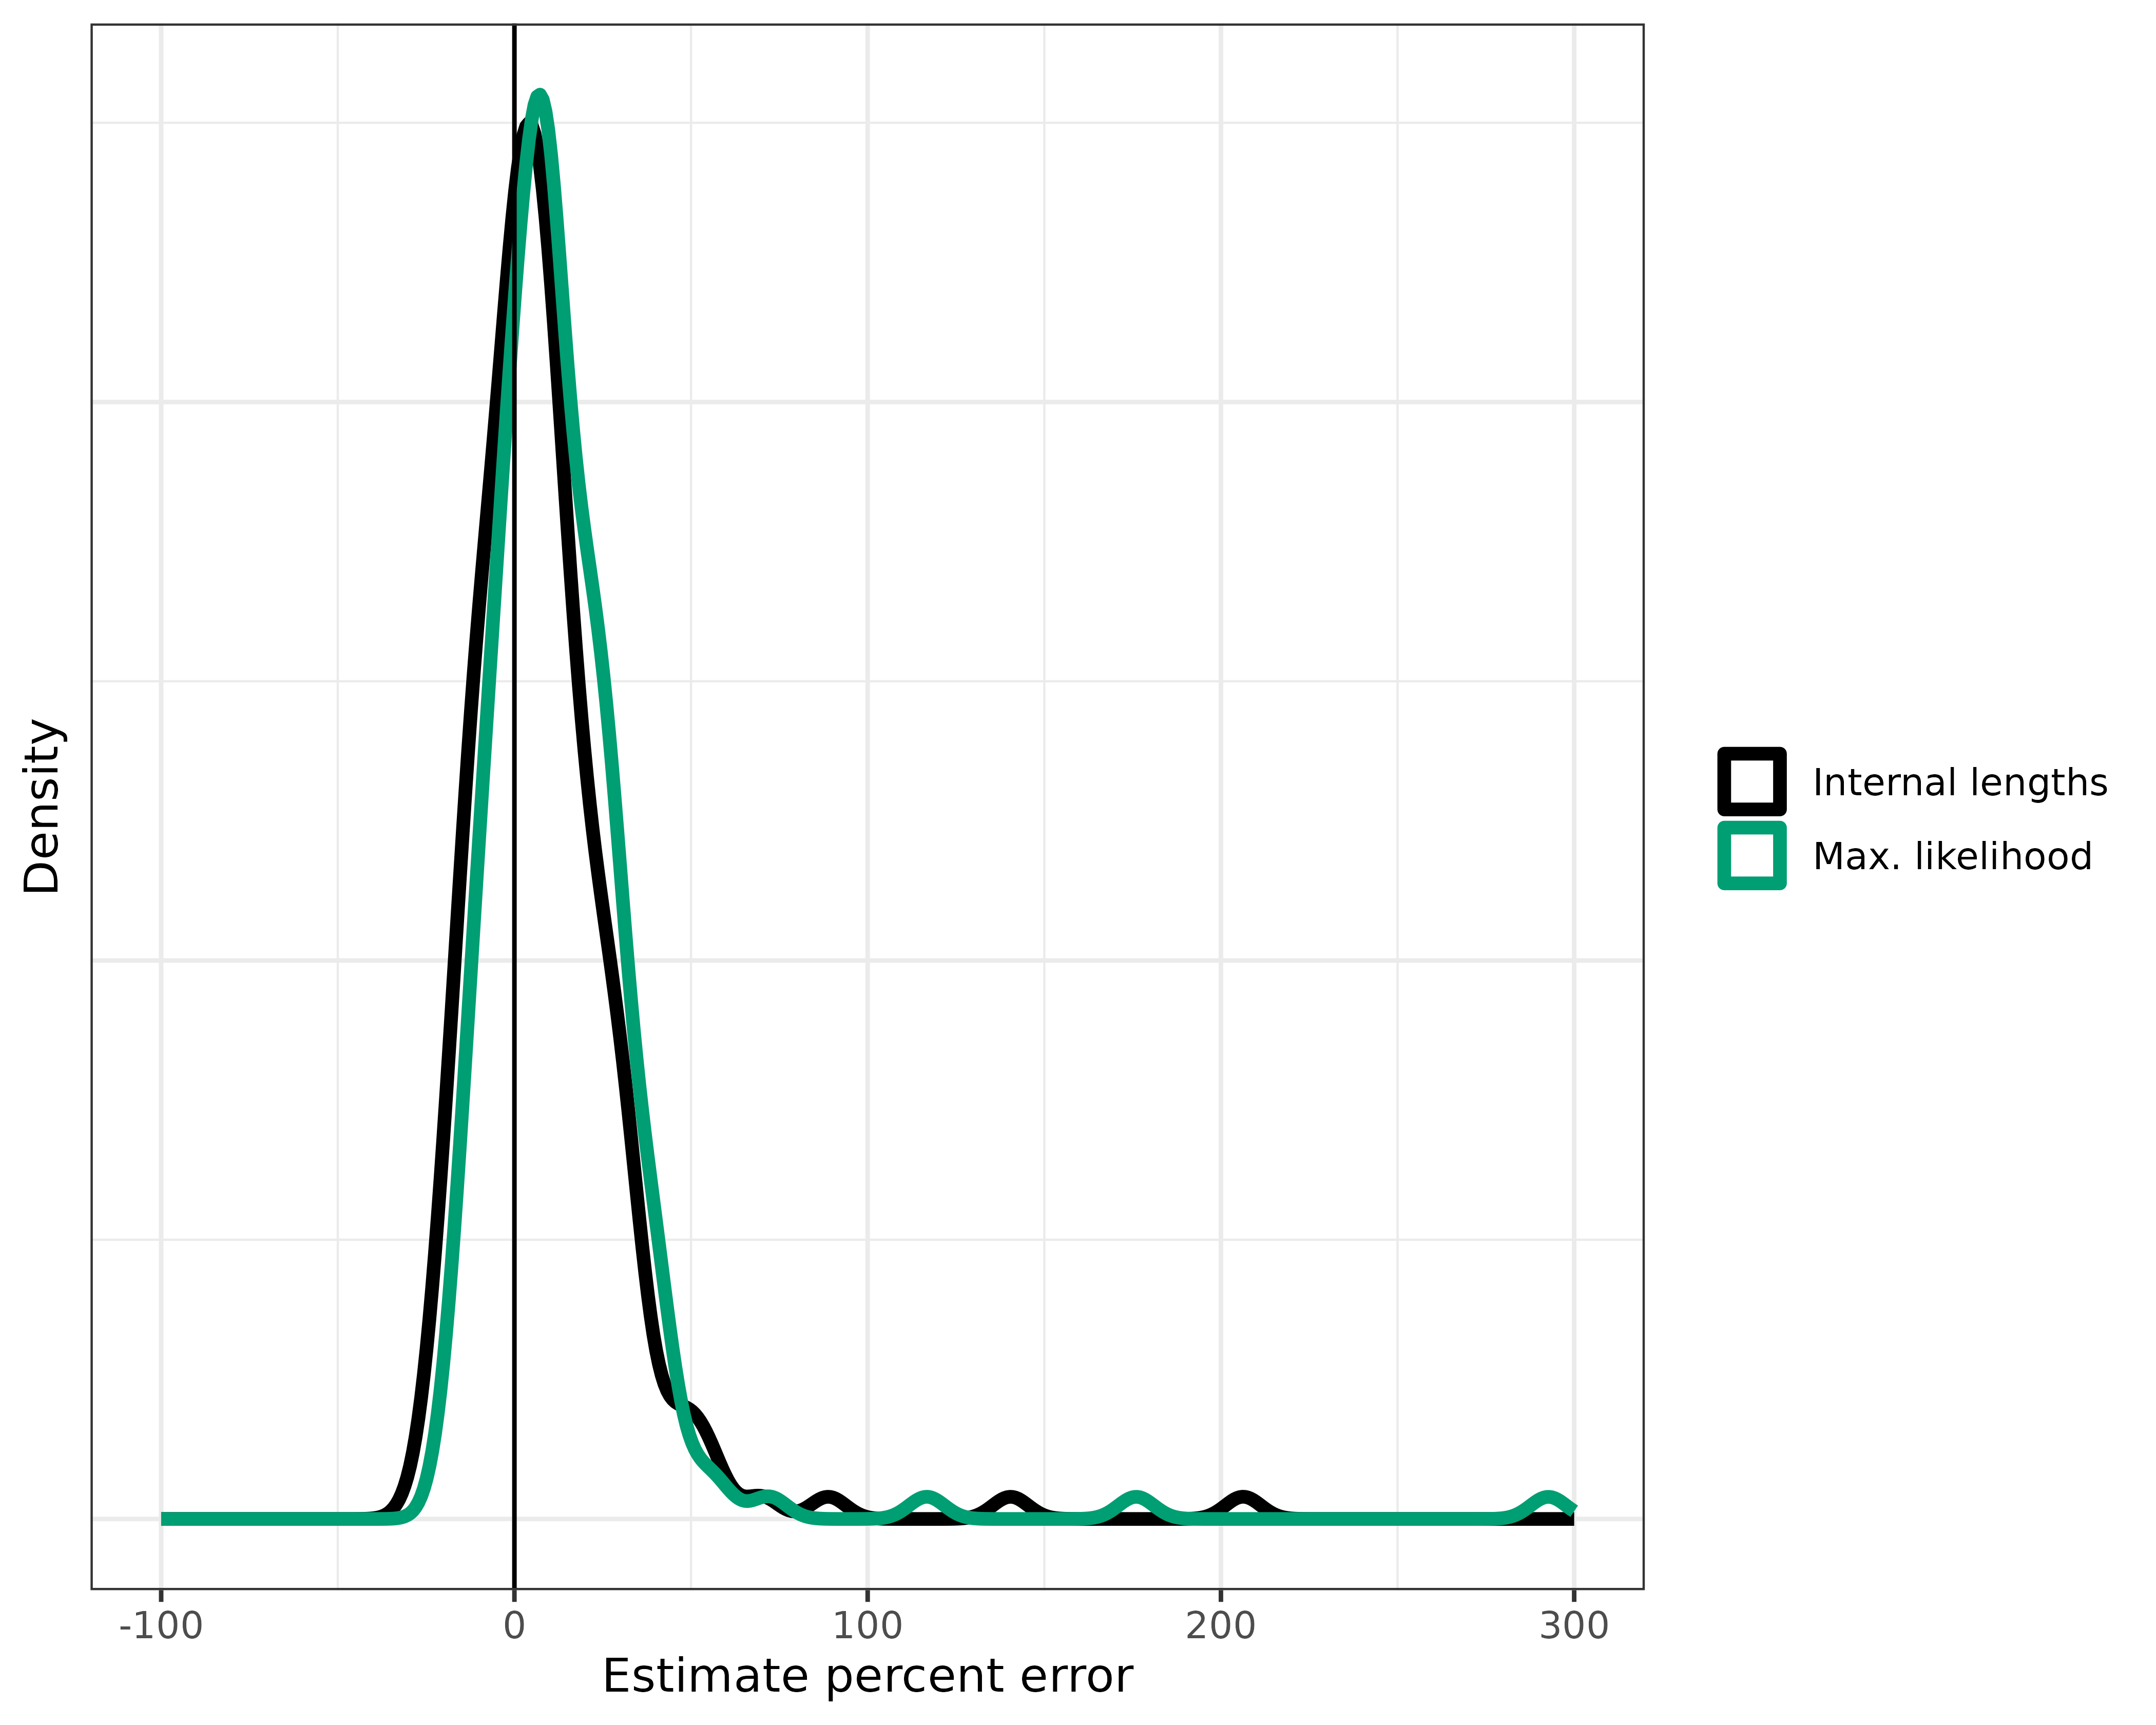 Density
-100 0 100 200 300
Estimate percent error
Internal lengths
Max. likelihood